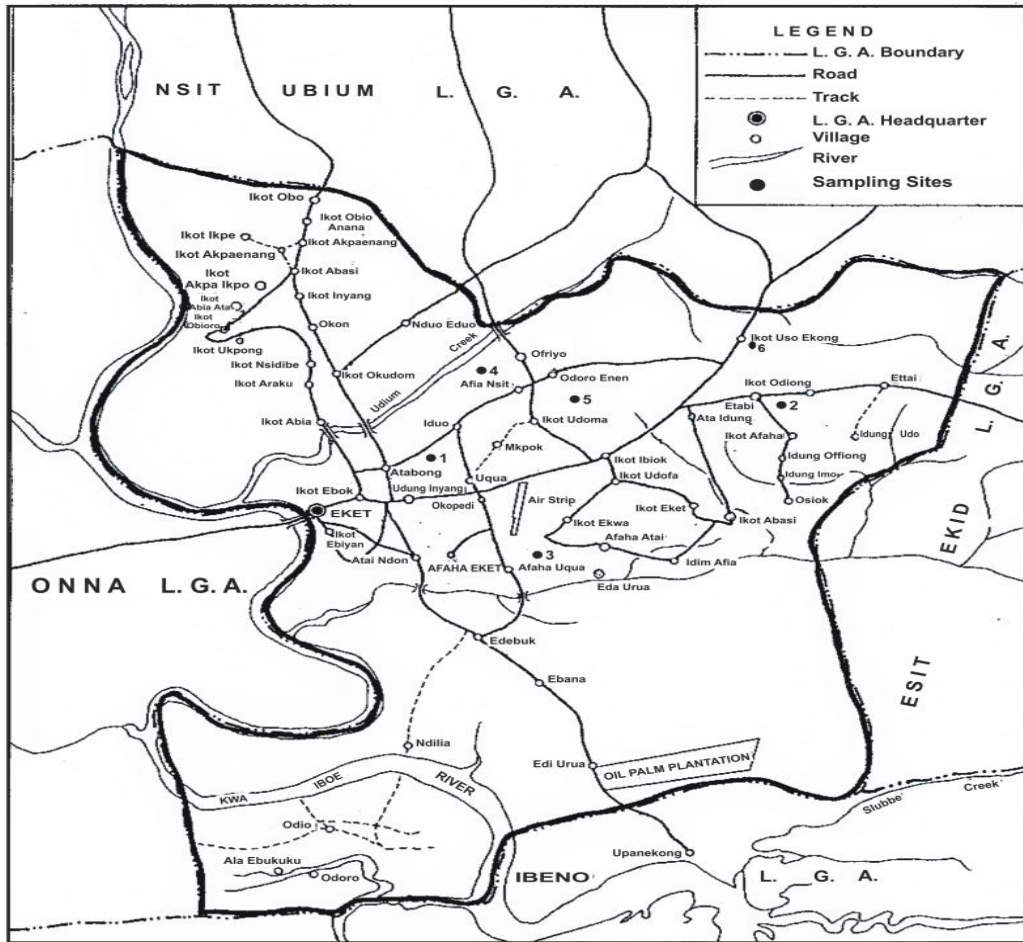 LEGEND
L. G. A. Boundary
Road
Track
L. G. A. Headquarter
Village
River
Sampling Sites
NSIT UBIUM L. G. A.
Ikot Obo
Ikot Obio
Anana
Ikot Ikpe
Ikot Akpaenang
Ikot Akpaenang
Ikot Abasi
Ikot
Akpa Ikpo
Ikot Inyang
Ikot
Abia Ata
Ikot
Obioro
Okon
Nduo Eduo
Ikot Ukpong
Creek
Udium
Ikot Uso Ekong
6
Ofriyo
Ikot Nsidibe
Ikot Okudom
4
Afia Nsit
Odoro Enen
Ikot Araku
5
Ikot Odiong
Ettai
Etabi
2
Ata Idung
Ikot Abia
Iduo
Ikot Udoma
Ikot Afaha
Idung Udo
Mkpok
1
Atabong
Ikot Ibiok
Idung Offiong
Uqua
Ikot Udofa
Idung Imor
Ikot Ebok
Udung Inyang
Okopedi
Air Strip
Ikot Eket
Osiok
EKET
Ikot Abasi
Ikot
Ebiyan
Ikot Ekwa
Afaha Atai
Atai Ndon
3
AFAHA EKET
Afaha Uqua
Idim Afia
Eda Urua
ONNA L.G.A.
ESIT EKID L. G. A.
Edebuk
Ebana
Ndilia
Edi Urua
OIL PALM PLANTATION
KWA IBOE RIVER
Slubbe' Creek
Odio
Ala Ebukuku
Odoro
Upanekong
IBENO L. G. A.